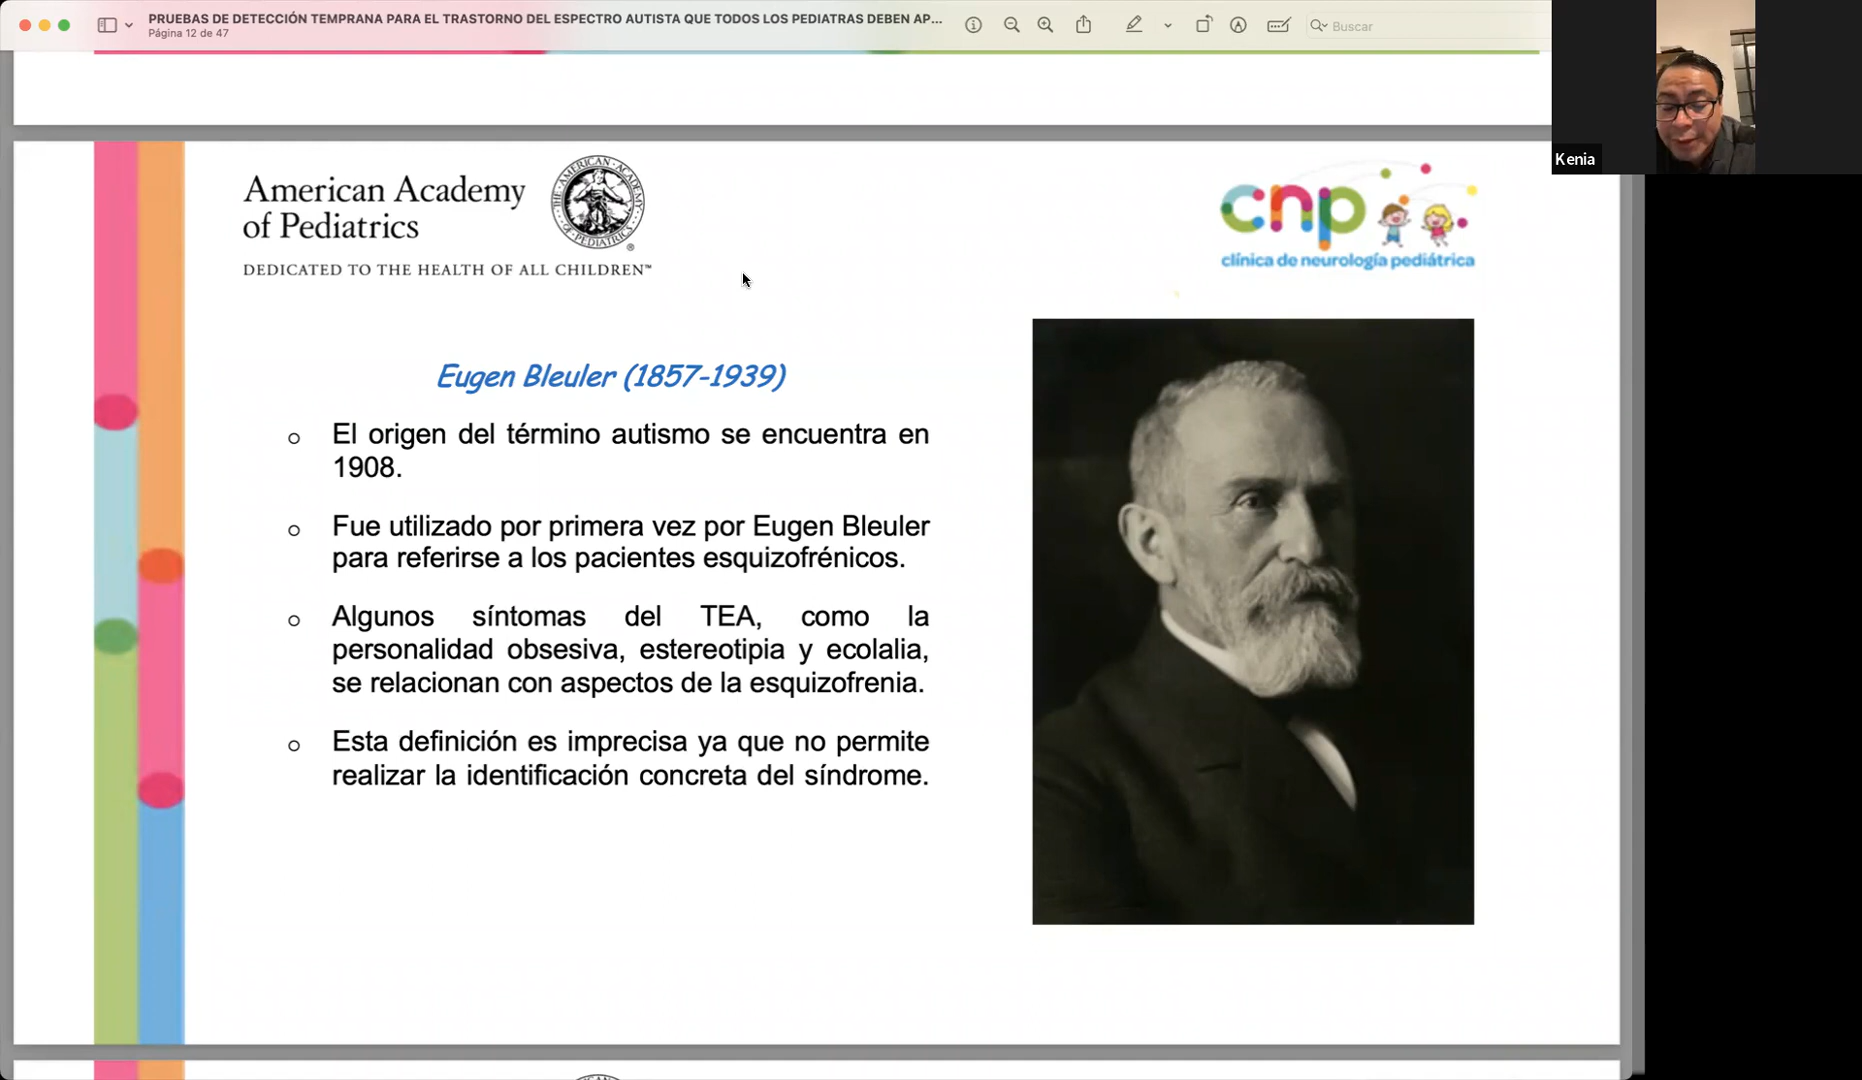 PRUEBAS DE DETECCIÓN TEMPRANA PARA EL TRASTORNO DEL ESPECTRO AUTISTA QUE TODOS LOS PEDIATRAS DEBEN AP...
Página 12 de 47
Buscar
Kenia
American Academy
of Pediatrics
THE AMERICAN ACADEMY OF PEDIATRICS
®
DEDICATED TO THE HEALTH OF ALL CHILDREN™
cnp
clínica de neurología pediátrica
Eugen Bleuler (1857-1939)
o El origen del término autismo se encuentra en
1908.
o Fue utilizado por primera vez por Eugen Bleuler
para referirse a los pacientes esquizofrénicos.
o Algunos síntomas del TEA, como la
personalidad obsesiva, estereotipia y ecolalia,
se relacionan con aspectos de la esquizofrenia.
o Esta definición es imprecisa ya que no permite
realizar la identificación concreta del síndrome.